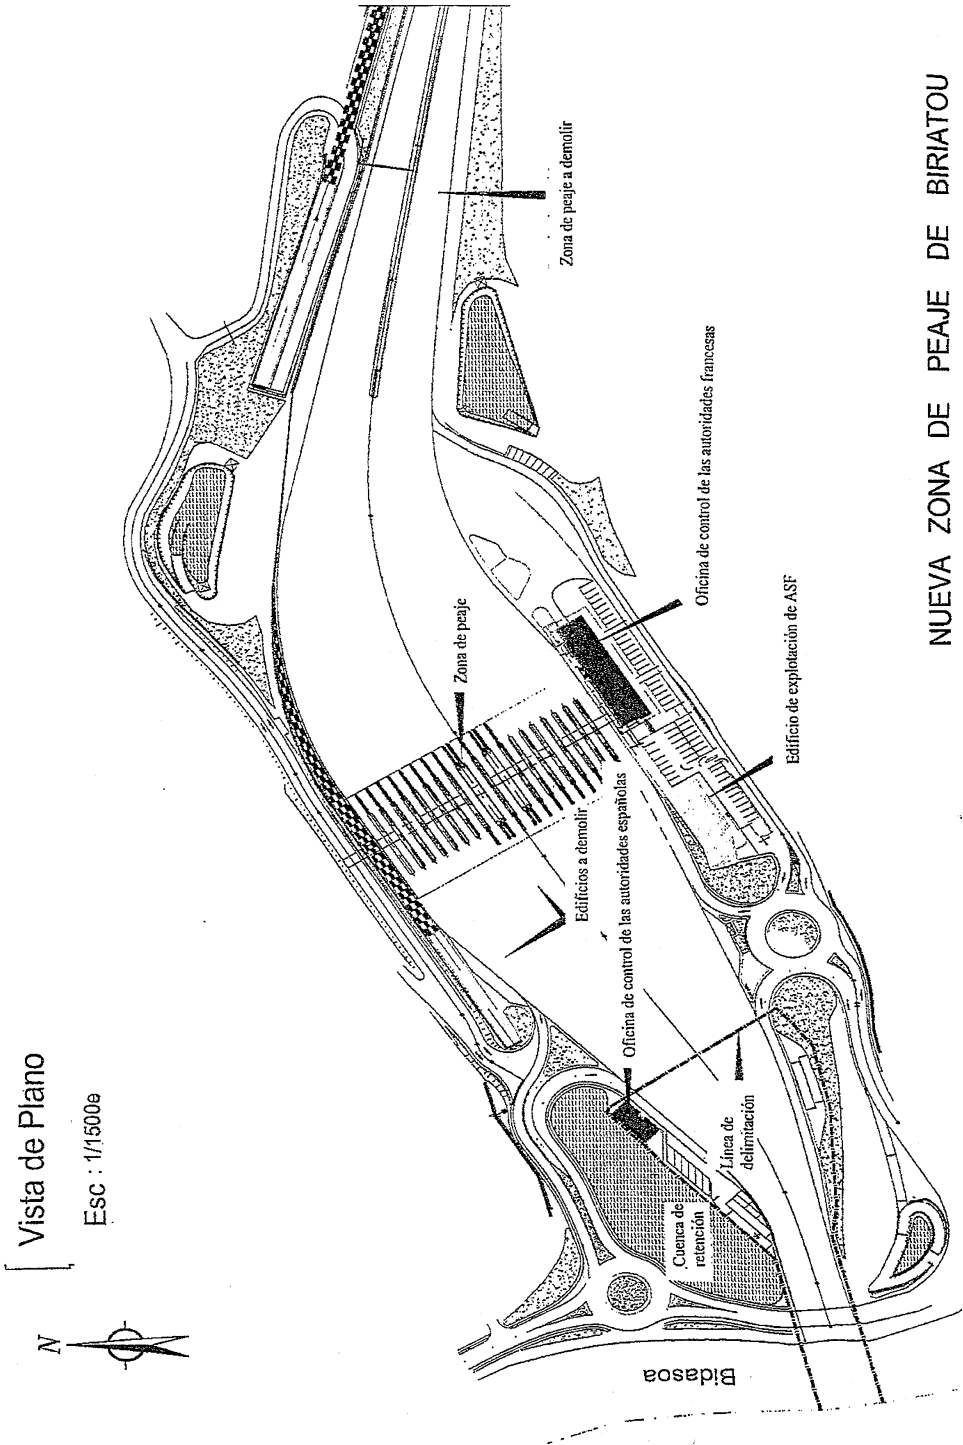 Vista de Plano
Esc : 1/1500e
N
Zona de peaje a demolir
Oficina de control de las autoridades francesas
Zona de peaje
Edificio de explotación de ASF
Edificios a demolir
Oficina de control de las autoridades españolas
Línea de
delimitación
Cuenca de
retención
Bidasoa
NUEVA ZONA DE PEAJE DE BIRIATOU